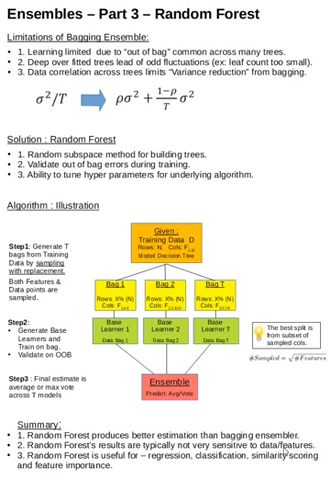 Ensembles – Part 3 – Random Forest
Limitations of Bagging Ensemble:
• 1. Learning limited due to “out of bag” common across many trees.
• 2. Deep over fitted trees lead of odd fluctuations (ex: leaf count too small).
• 3. Data correlation across trees limits “Variance reduction” from bagging.
σ²/T ρσ² + 1−ρ/T σ²
Solution : Random Forest
• 1. Random subspace method for building trees.
• 2. Validate out of bag errors during training.
• 3. Ability to tune hyper parameters for underlying algorithm.
Algorithm : Illustration
Step1: Generate T
bags from Training
Data by sampling
with replacement.
Both Features &
Data points are
sampled.
Given :
Training Data D
Rows: N; Cols: F
Model: Decision Tree
Bag 1
Rows: X% (N)
Cols: F
Bag 2
Rows: X% (N)
Cols: F
Bag T
Rows: X% (N)
Cols: F
Step2:
• Generate Base
Learners and
Train on bag.
• Validate on OOB
Base
Learner 1
Data: Bag 1
Base
Learner 2
Data: Bag 2
Base
Learner T
Data: Bag T
The best split is
from subset of
sampled cols.
#Sampled = √#Features
Step3 : Final estimate is
average or max vote
across T models
Ensemble
Predict: Avg/Vote
Summary:
• 1. Random Forest produces better estimation than bagging ensembler.
• 2. Random Forest's results are typically not very sensitive to data/features.
• 3. Random Forest is useful for – regression, classification, similarity scoring
and feature importance.